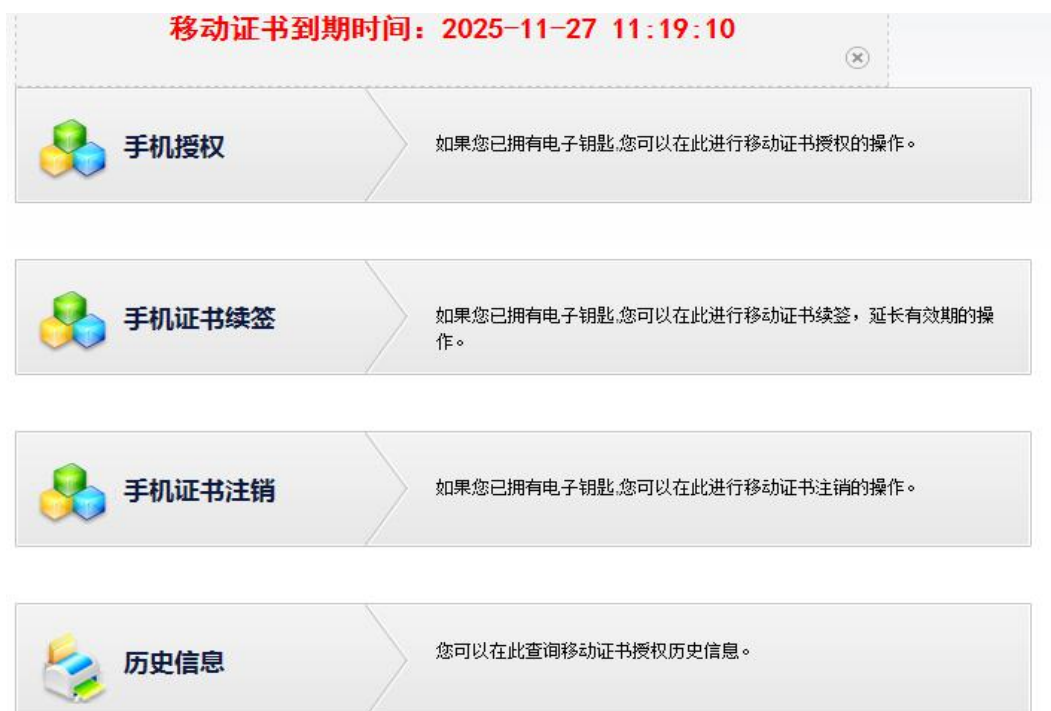 移动证书到期时间：2025-11-27 11:19:10
手机授权
如果您已拥有电子钥匙,您可以在此进行移动证书授权的操作。
手机证书续签
如果您已拥有电子钥匙,您可以在此进行移动证书续签，延长有效期的操
作。
手机证书注销
如果您已拥有电子钥匙,您可以在此进行移动证书注销的操作。
历史信息
您可以在此查询移动证书授权历史信息。